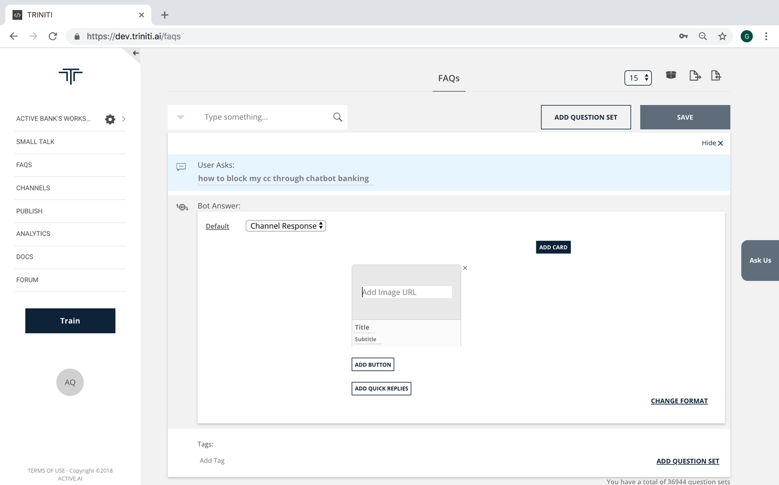 TRINITI
https://dev.triniti.ai/faqs
G
FAQs
15
ACTIVE BANK'S WORKS...
SMALL TALK
FAQS
CHANNELS
PUBLISH
ANALYTICS
DOCS
FORUM
Train
AQ
TERMS OF USE · Copyright ©2018
ACTIVE.AI
Type something...
ADD QUESTION SET
SAVE
Hide
User Asks:
how to block my cc through chatbot banking
Bot Answer:
Default
Channel Response
ADD CARD
Add Image URL
Title
Subtitle
ADD BUTTON
ADD QUICK REPLIES
CHANGE FORMAT
Tags:
Add Tag
ADD QUESTION SET
You have a total of 36944 question sets
Ask Us